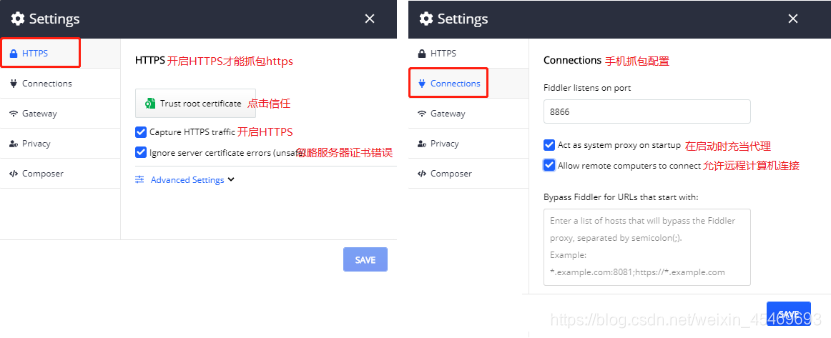 Settings
HTTPS
Connections
Gateway
Privacy
Composer
HTTPS 开启HTTPS才能抓包https
Trust root certificate 点击信任
Capture HTTPS traffic 开启HTTPS
Ignore server certificate errors (unsafe 忽略服务器证书错误
Advanced Settings
SAVE
Settings
HTTPS
Connections
Gateway
Privacy
Composer
Connections 手机抓包配置
Fiddler listens on port
8866
Act as system proxy on startup 在启动时充当代理
Allow remote computers to connect 允许远程计算机连接
Bypass Fiddler for URLs that start with:
Enter a list of hosts that will bypass the Fiddler
proxy, separated by semicolon(;).
Example:
*.example.com:8081;https://*.example.com
SAVE
https://blog.csdn.net/weixin_45469693